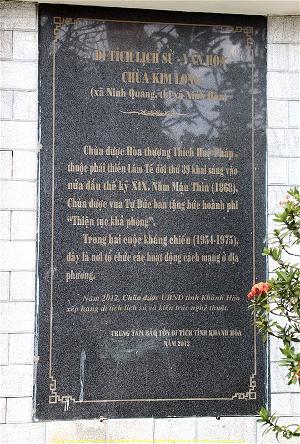 DI TÍCH LỊCH SỬ - VĂN HÓA
CHÙA KIM LONG
(xã Ninh Quang, thị xã Ninh Hòa)
Chùa được Hòa thượng Thích Huệ Pháp
thuộc phái thiền Lâm Tế đời thứ 39 khai sáng vào
nửa đầu thế kỷ XIX. Năm Mậu Thìn (1868),
Chùa được vua Tự Đức ban tặng bức hoành phi
“Thiện tục khả phong”.
Trong hai cuộc kháng chiến (1954-1975),
đây là nơi tổ chức các hoạt động cách mạng ở địa
phương.
Năm 2012, Chùa được UBND tỉnh Khánh Hòa
xếp hạng di tích lịch sử và kiến trúc nghệ thuật.
TRUNG TÂM BẢO TỒN DI TÍCH TỈNH KHÁNH HÒA
NĂM 2013